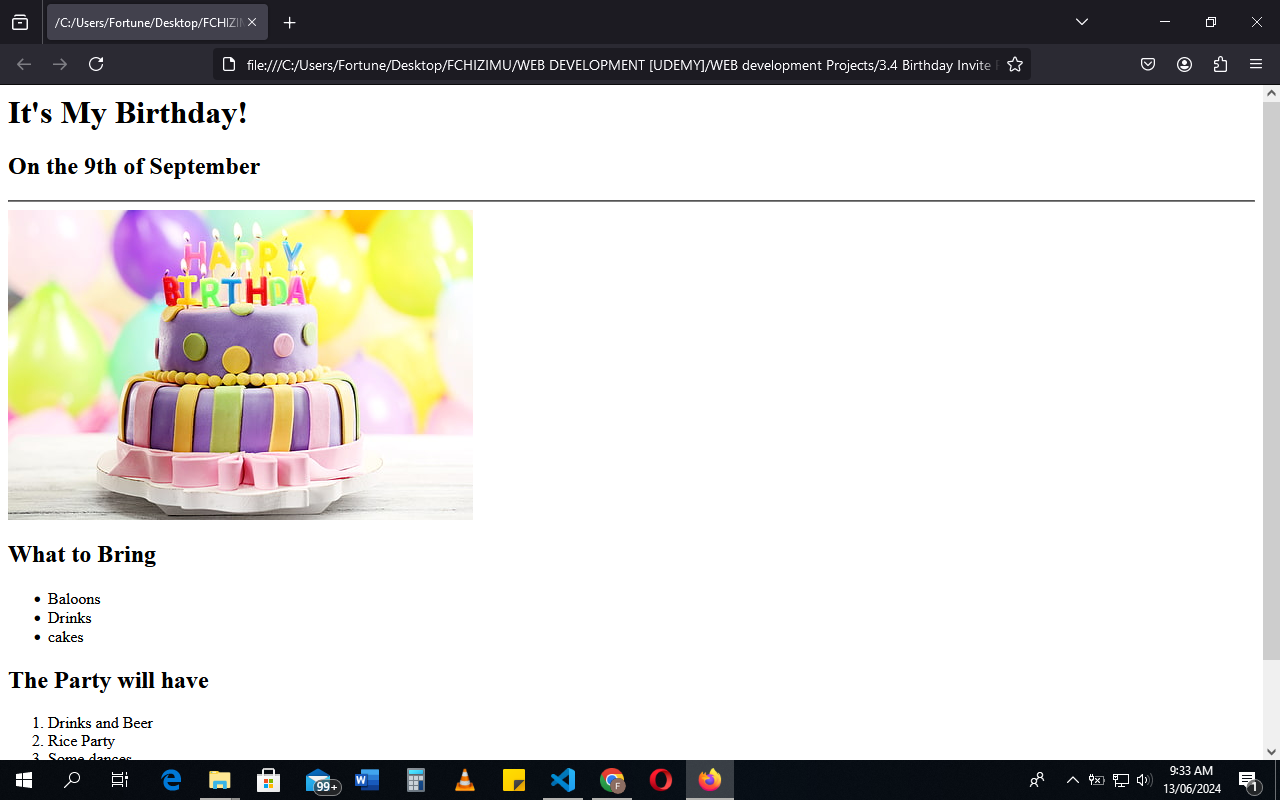 /C:/Users/Fortune/Desktop/FCHIZIM
file:///C:/Users/Fortune/Desktop/FCHIZIMU/WEB DEVELOPMENT [UDEMY]/WEB development Projects/3.4 Birthday Invite
It's My Birthday!
On the 9th of September
HAPPY
BIRTHDAY
What to Bring
• Baloons
• Drinks
• cakes
The Party will have
1. Drinks and Beer
2. Rice Party
3. Some dances
99+
F
9:33 AM
13/06/2024
1